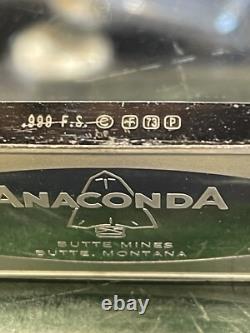 .999 F.S. © F 73 P
ANACONDA
BUTTE MINES
BUTTE, MONTANA